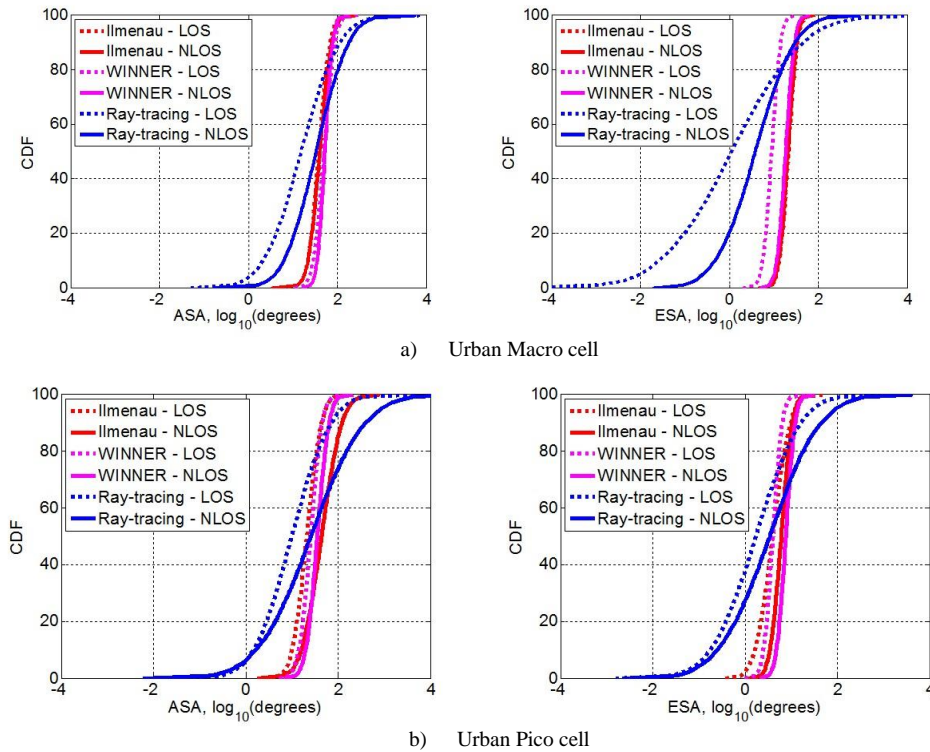 100
80
60
40
20
0
CDF
Ilmenau - LOS
Ilmenau - NLOS
WINNER - LOS
WINNER - NLOS
Ray-tracing - LOS
Ray-tracing - NLOS
-4 -2 0 2 4
ASA, log10(degrees)
100
80
60
40
20
0
CDF
Ilmenau - LOS
Ilmenau - NLOS
WINNER - LOS
WINNER - NLOS
Ray-tracing - LOS
Ray-tracing - NLOS
-4 -2 0 2 4
ESA, log10(degrees)
a) Urban Macro cell
100
80
60
40
20
0
CDF
Ilmenau - LOS
Ilmenau - NLOS
WINNER - LOS
WINNER - NLOS
Ray-tracing - LOS
Ray-tracing - NLOS
-4 -2 0 2 4
ASA, log10(degrees)
100
80
60
40
20
0
CDF
Ilmenau - LOS
Ilmenau - NLOS
WINNER - LOS
WINNER - NLOS
Ray-tracing - LOS
Ray-tracing - NLOS
-4 -2 0 2 4
ESA, log10(degrees)
b) Urban Pico cell